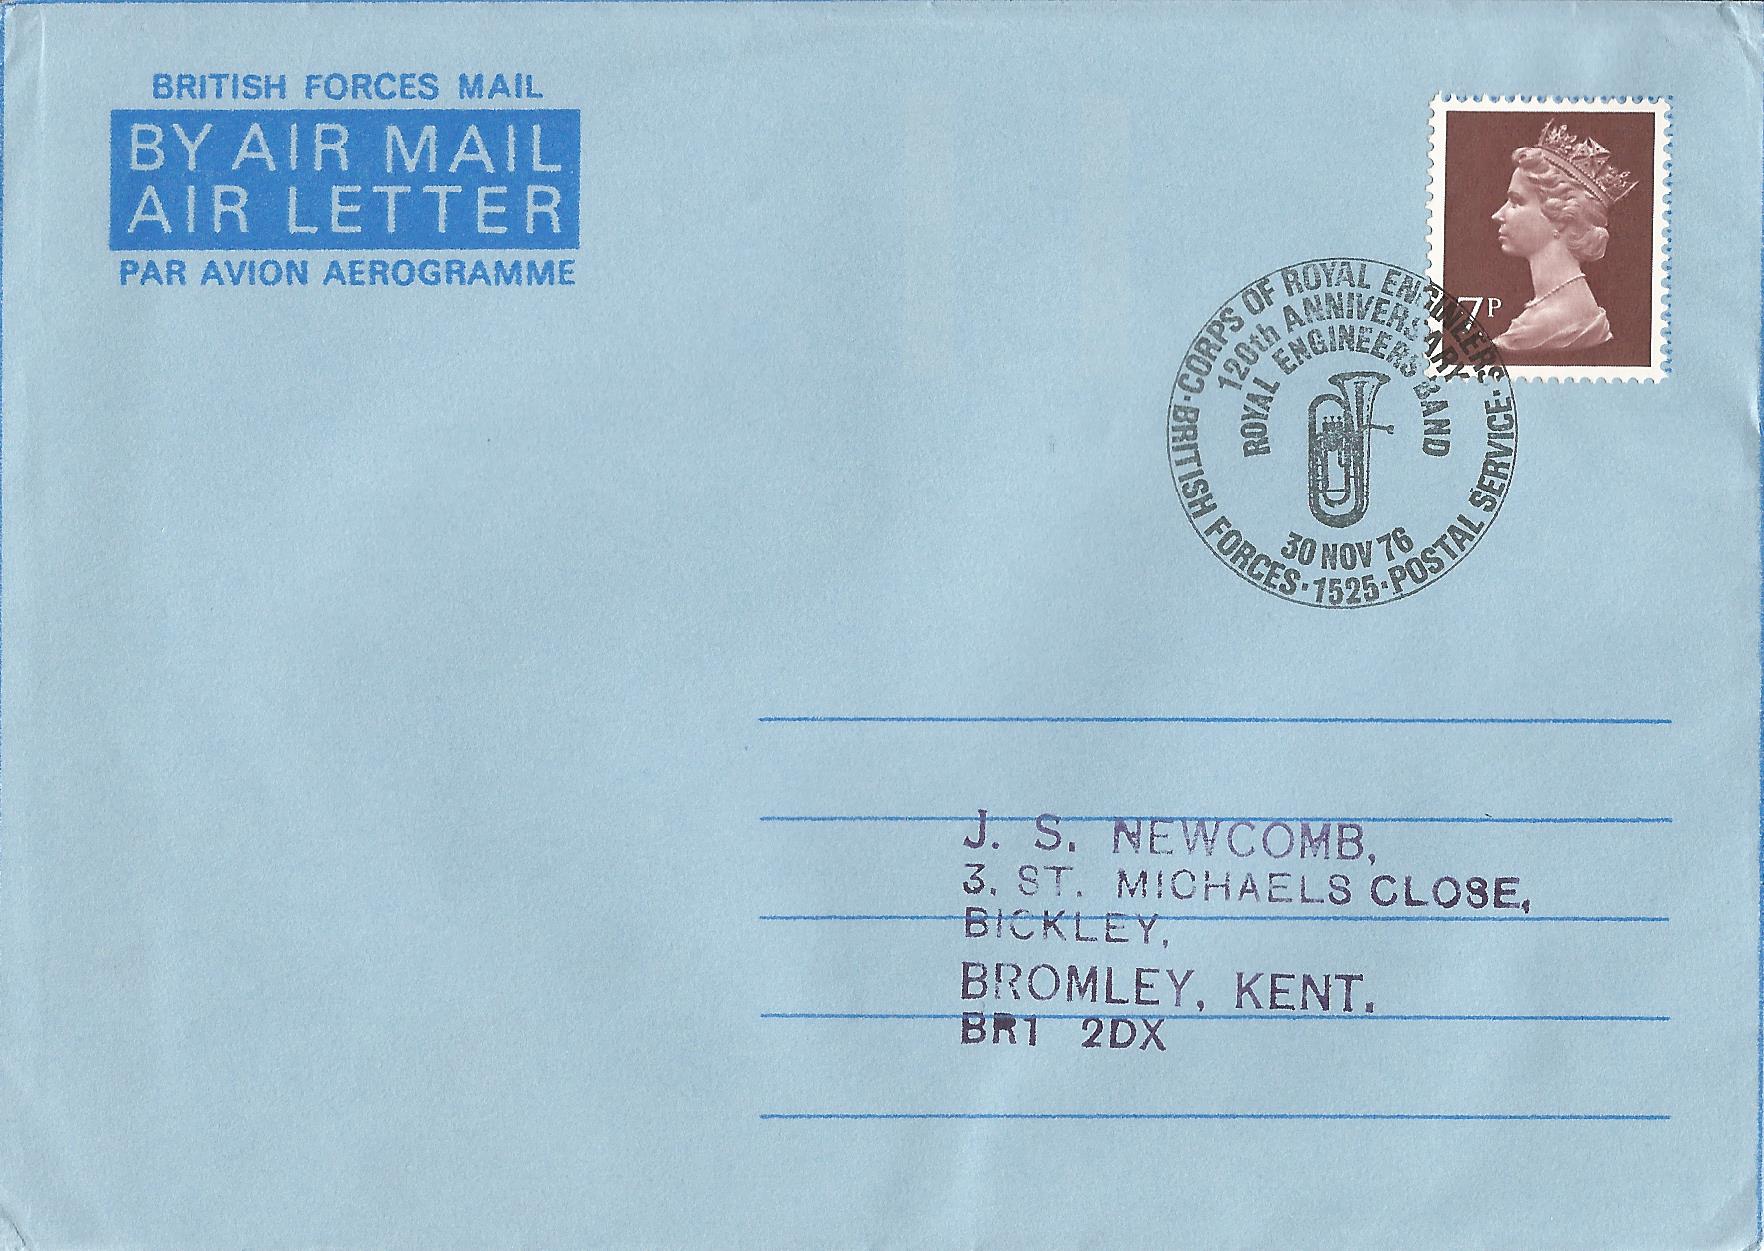 BRITISH FORCES MAIL
BY AIR MAIL
AIR LETTER
PAR AVION AEROGRAMME
7P
· CORPS OF ROYAL ENGINEERS ·
120th ANNIVERSARY
ROYAL ENGINEERS BAND
30 NOV 76
BRITISH FORCES · 1525 · POSTAL SERVICE
J. S. NEWCOMB,
3. ST. MICHAELS CLOSE,
BICKLEY,
BROMLEY, KENT.
BR1 2DX